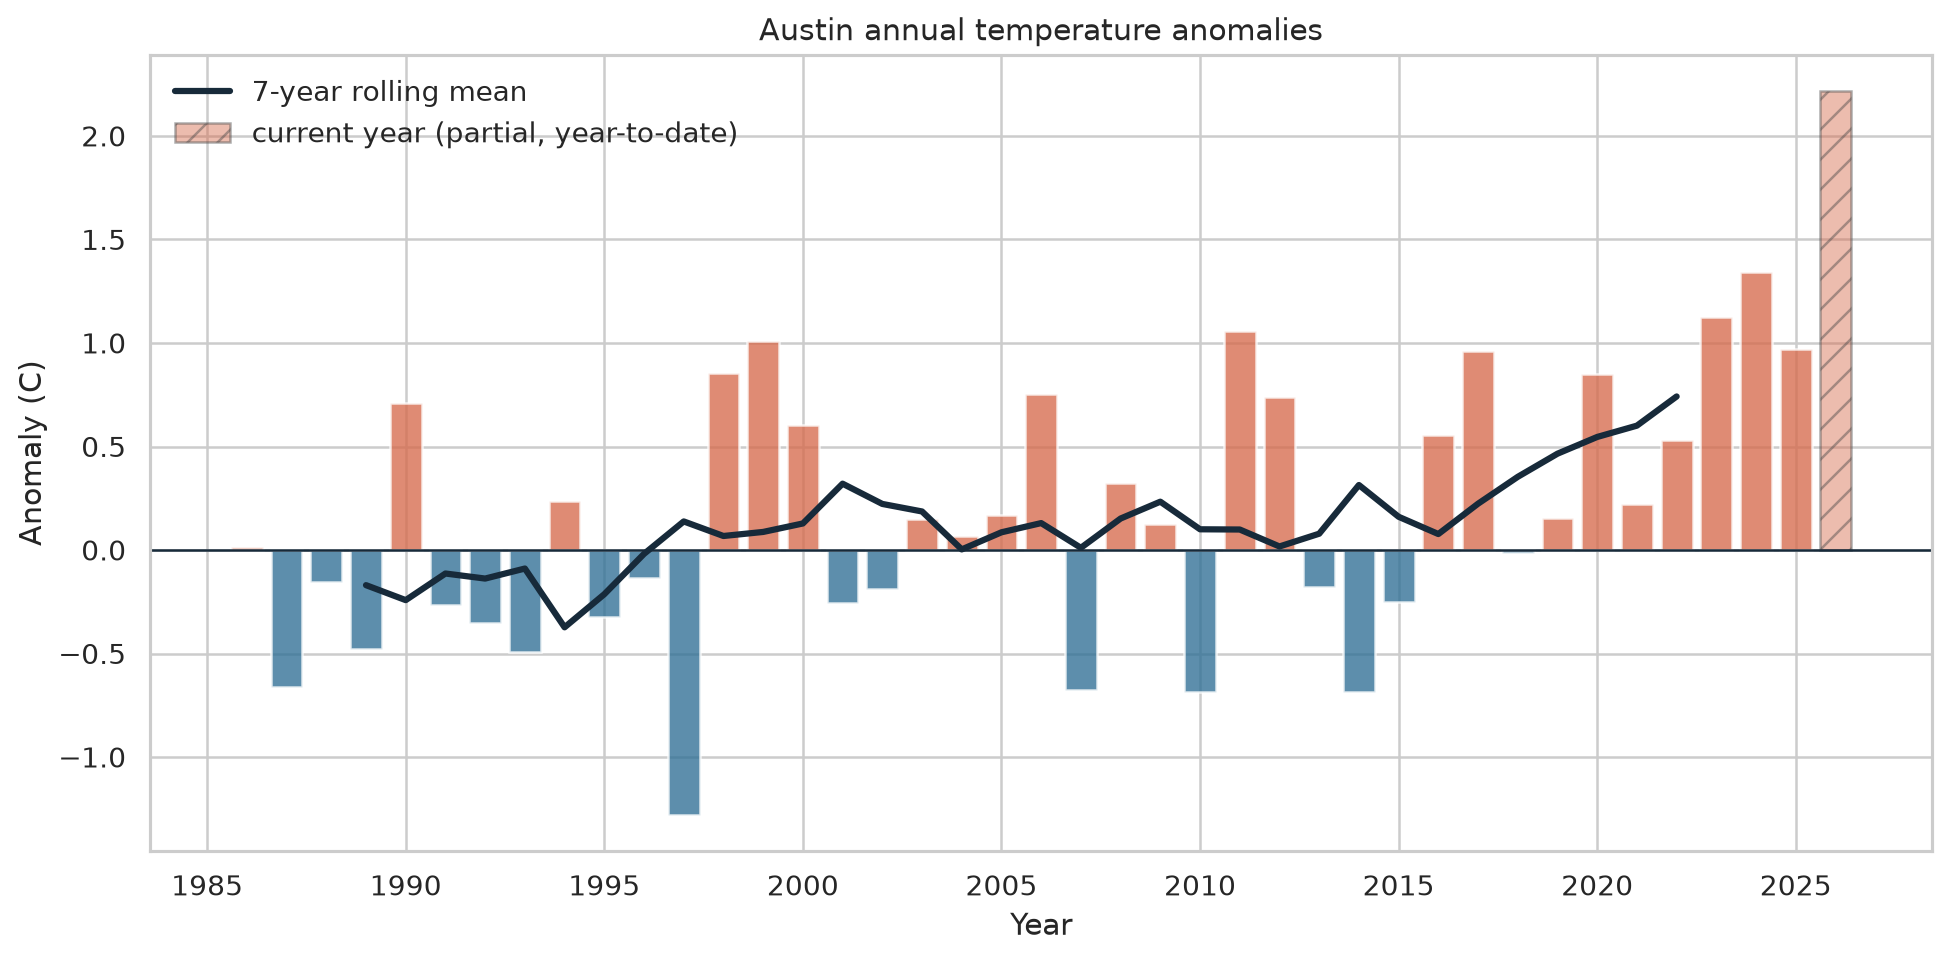 Austin annual temperature anomalies
7-year rolling mean
current year (partial, year-to-date)
Anomaly (C)
2.0
1.5
1.0
0.5
0.0
−0.5
−1.0
1985 1990 1995 2000 2005 2010 2015 2020 2025
Year